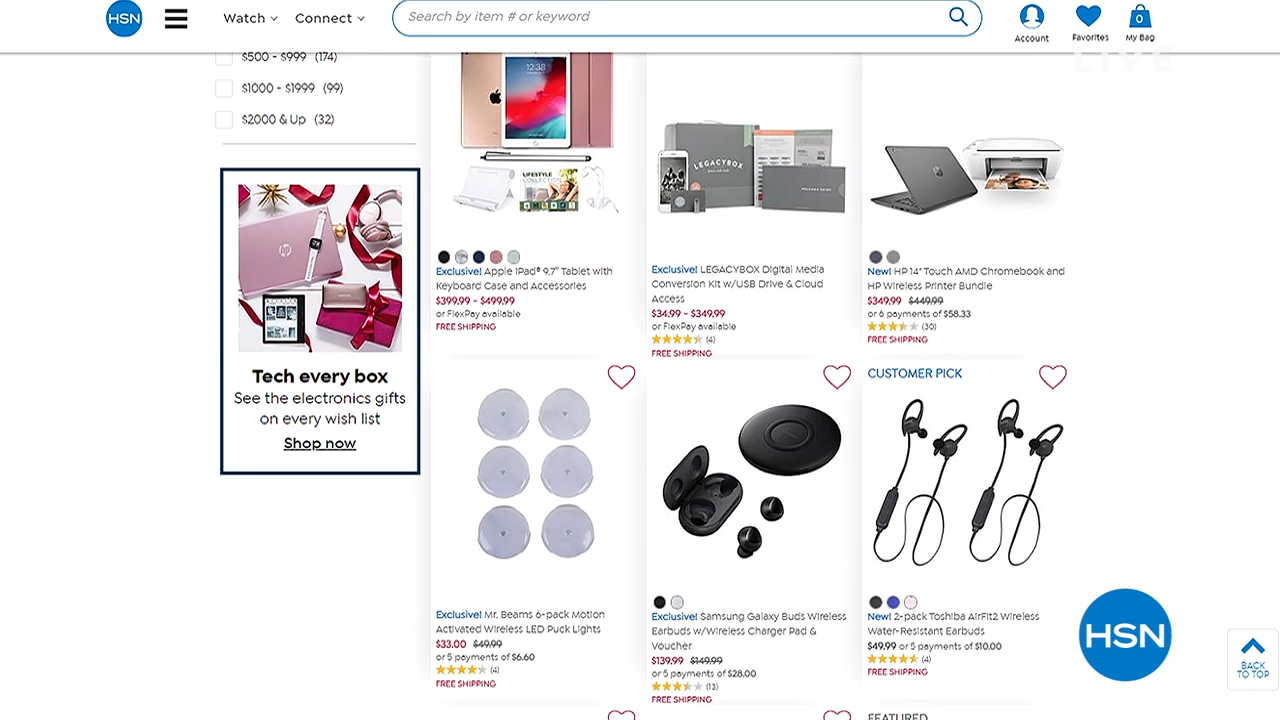 HSN
Watch
Connect
Search by item # or keyword
Account
Favorites
0
My Bag
LIVE
$500 - $999 (174)
$1000 - $1999 (99)
$2000 & Up (32)
Tech every box
See the electronics gifts
on every wish list
Shop now
12:38
LIFESTYLE
COLLECTION
Exclusive! Apple iPad® 9.7" Tablet with
Keyboard Case and Accessories
$399.99 - $499.99
or FlexPay available
FREE SHIPPING
LEGACYBOX
Exclusive! LEGACYBOX Digital Media
Conversion Kit w/USB Drive & Cloud
Access
$34.99 - $349.99
or FlexPay available
(4)
FREE SHIPPING
New! HP 14" Touch AMD Chromebook and
HP Wireless Printer Bundle
$349.99 $449.99
or 6 payments of $58.33
(30)
FREE SHIPPING
Exclusive! Mr. Beams 6-pack Motion
Activated Wireless LED Puck Lights
$33.00 $49.99
or 5 payments of $6.60
(4)
FREE SHIPPING
Exclusive! Samsung Galaxy Buds Wireless
Earbuds w/Wireless Charger Pad &
Voucher
$139.99 $149.99
or 5 payments of $28.00
(13)
FREE SHIPPING
CUSTOMER PICK
New! 2-pack Toshiba AirFit2 Wireless
Water-Resistant Earbuds
$49.99 or 5 payments of $10.00
(4)
FREE SHIPPING
FEATURED
HSN
BACK
TO TOP